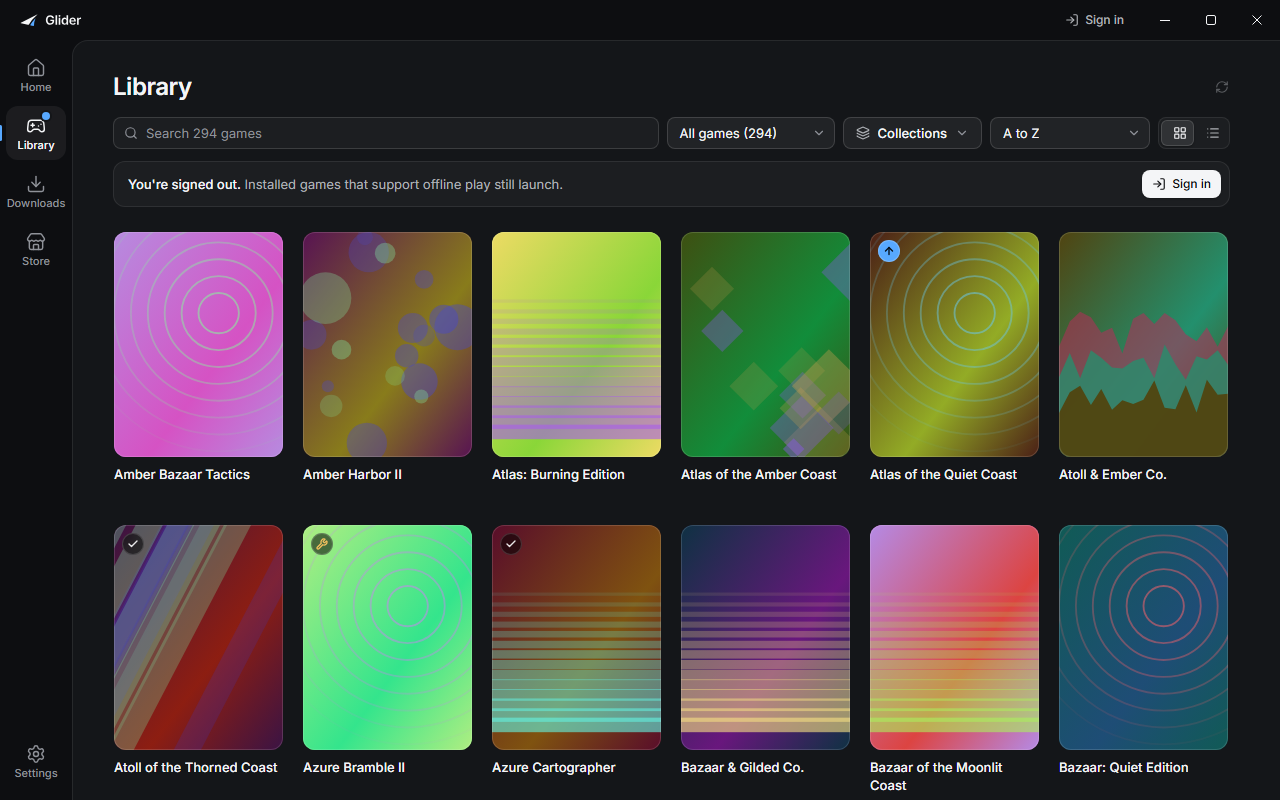 Glider
Sign in
Home
Library
Downloads
Store
Settings
Library
Search 294 games
All games (294)
Collections
A to Z
You're signed out. Installed games that support offline play still launch.
Sign in
Amber Bazaar Tactics
Amber Harbor II
Atlas: Burning Edition
Atlas of the Amber Coast
Atlas of the Quiet Coast
Atoll & Ember Co.
Atoll of the Thorned Coast
Azure Bramble II
Azure Cartographer
Bazaar & Gilded Co.
Bazaar of the Moonlit
Coast
Bazaar: Quiet Edition